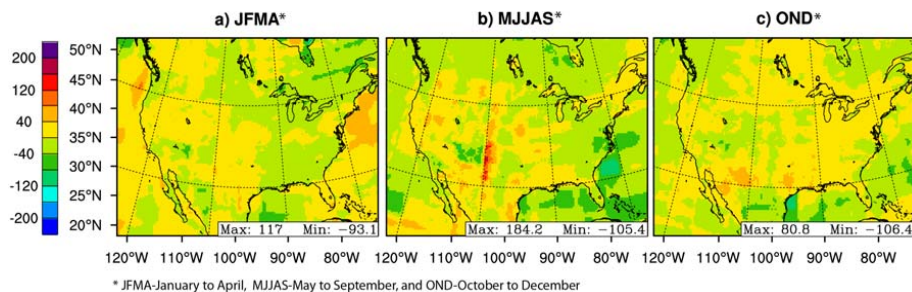 a) JFMA*
b) MJJAS*
c) OND*
200
120
40
-40
-120
-200
50°N
45°N
40°N
35°N
30°N
25°N
20°N
Max: 117 Min: −93.1
Max: 184.2 Min: −105.4
Max: 80.8 Min: −106.4
120°W 110°W 100°W 90°W 80°W
120°W 110°W 100°W 90°W 80°W
120°W 110°W 100°W 90°W 80°W
* JFMA-January to April, MJJAS-May to September, and OND-October to December